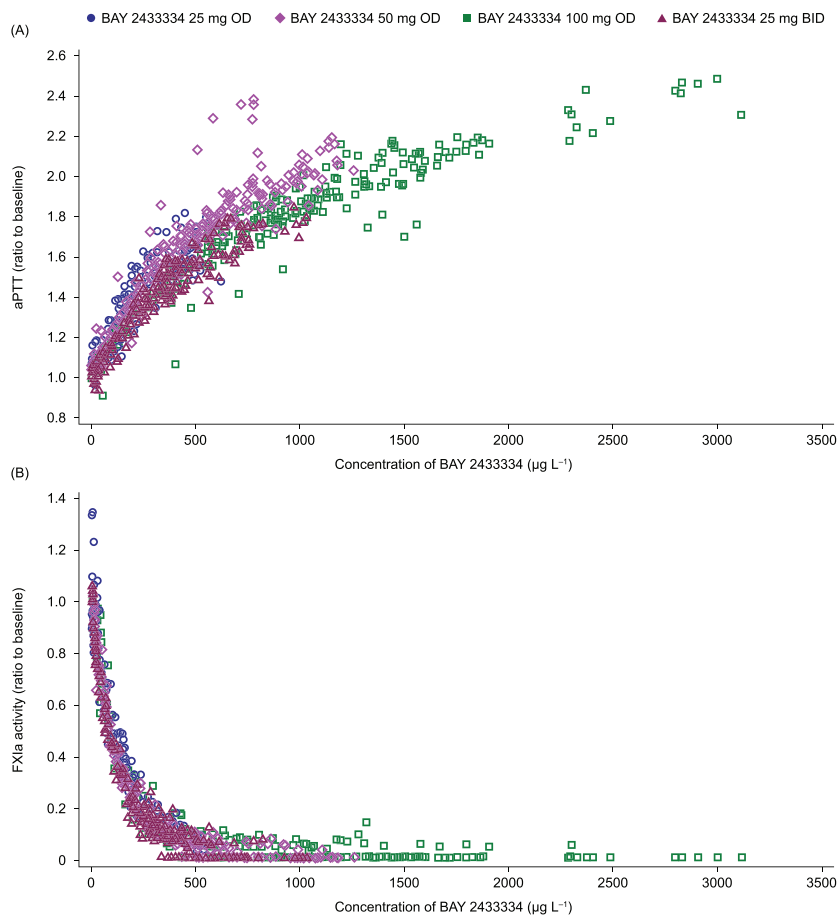 BAY 2433334 25 mg OD BAY 2433334 50 mg OD BAY 2433334 100 mg OD BAY 2433334 25 mg BID
(A)
aPTT (ratio to baseline)
2.6
2.4
2.2
2.0
1.8
1.6
1.4
1.2
1.0
0.8
0 500 1000 1500 2000 2500 3000 3500
Concentration of BAY 2433334 (µg L⁻¹)
(B)
FXIa activity (ratio to baseline)
1.4
1.2
1.0
0.8
0.6
0.4
0.2
0
0 500 1000 1500 2000 2500 3000 3500
Concentration of BAY 2433334 (µg L⁻¹)